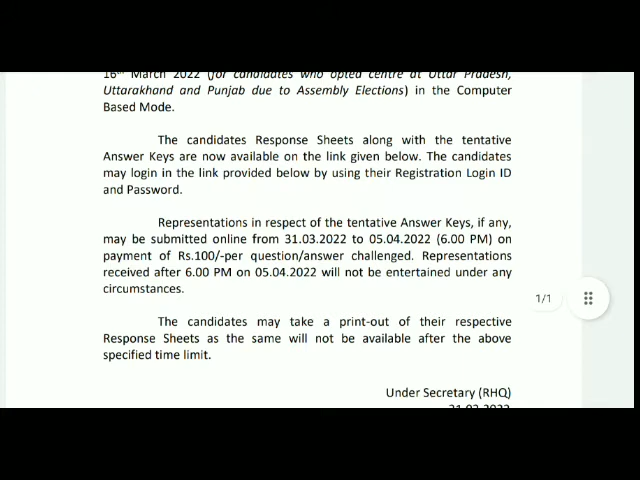 16th March 2022 (for candidates who opted centre at Uttar Pradesh,
Uttarakhand and Punjab due to Assembly Elections) in the Computer
Based Mode.
The candidates Response Sheets along with the tentative
Answer Keys are now available on the link given below. The candidates
may login in the link provided below by using their Registration Login ID
and Password.
Representations in respect of the tentative Answer Keys, if any,
may be submitted online from 31.03.2022 to 05.04.2022 (6.00 PM) on
payment of Rs.100/-per question/answer challenged. Representations
received after 6.00 PM on 05.04.2022 will not be entertained under any
circumstances.
1/1
The candidates may take a print-out of their respective
Response Sheets as the same will not be available after the above
specified time limit.
Under Secretary (RHQ)